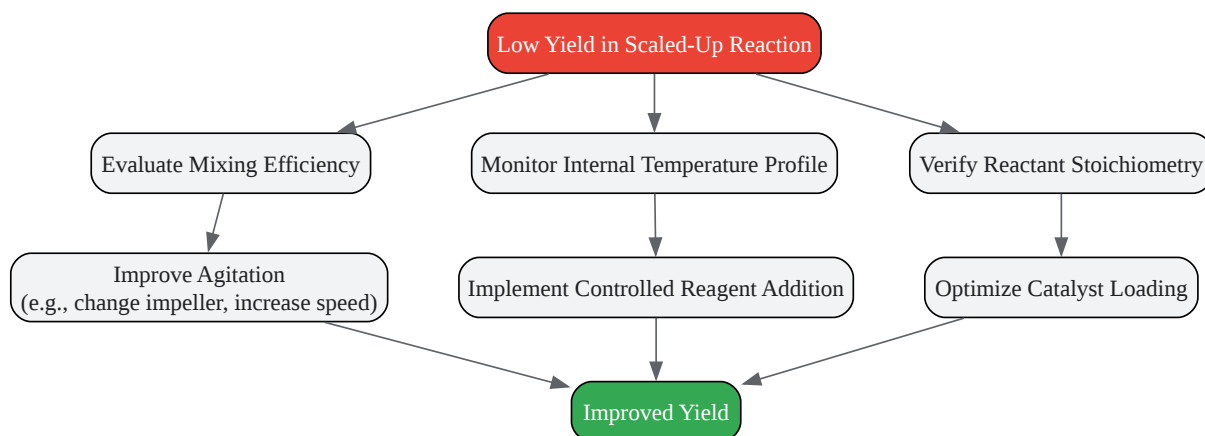 Low Yield in Scaled-Up Reaction
Evaluate Mixing Efficiency
Monitor Internal Temperature Profile
Verify Reactant Stoichiometry
Improve Agitation
(e.g., change impeller, increase speed)
Implement Controlled Reagent Addition
Optimize Catalyst Loading
Improved Yield